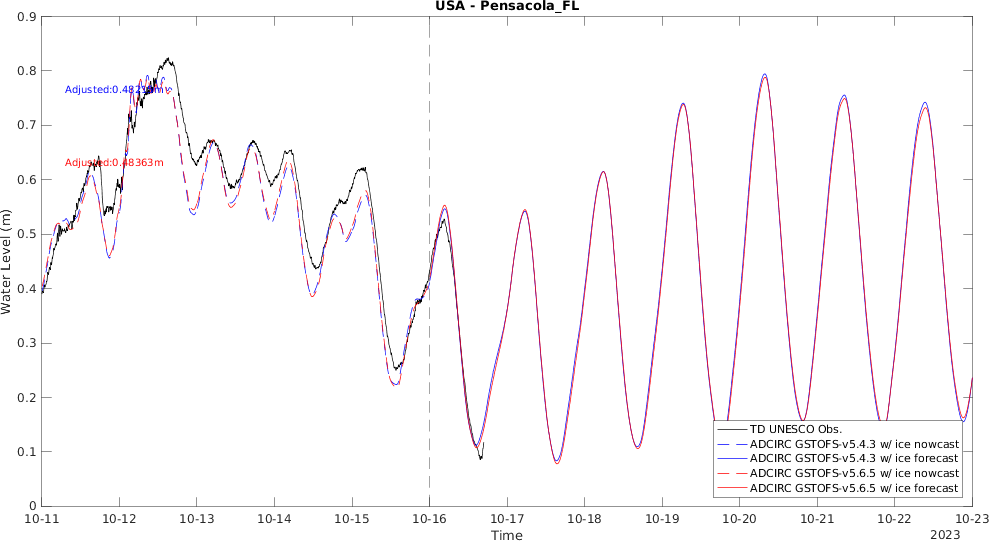 USA - Pensacola_FL
0.9
0.8
0.7
0.6
0.5
0.4
0.3
0.2
0.1
0
Water Level (m)
Adjusted:0.48363m
10-11 10-12 10-13 10-14 10-15 10-16 10-17 10-18 10-19 10-20 10-21 10-22 10-23
Time
2023
TD UNESCO Obs.
ADCIRC GSTOFS-v5.4.3 w/ ice nowcast
ADCIRC GSTOFS-v5.4.3 w/ ice forecast
ADCIRC GSTOFS-v5.6.5 w/ ice nowcast
ADCIRC GSTOFS-v5.6.5 w/ ice forecast